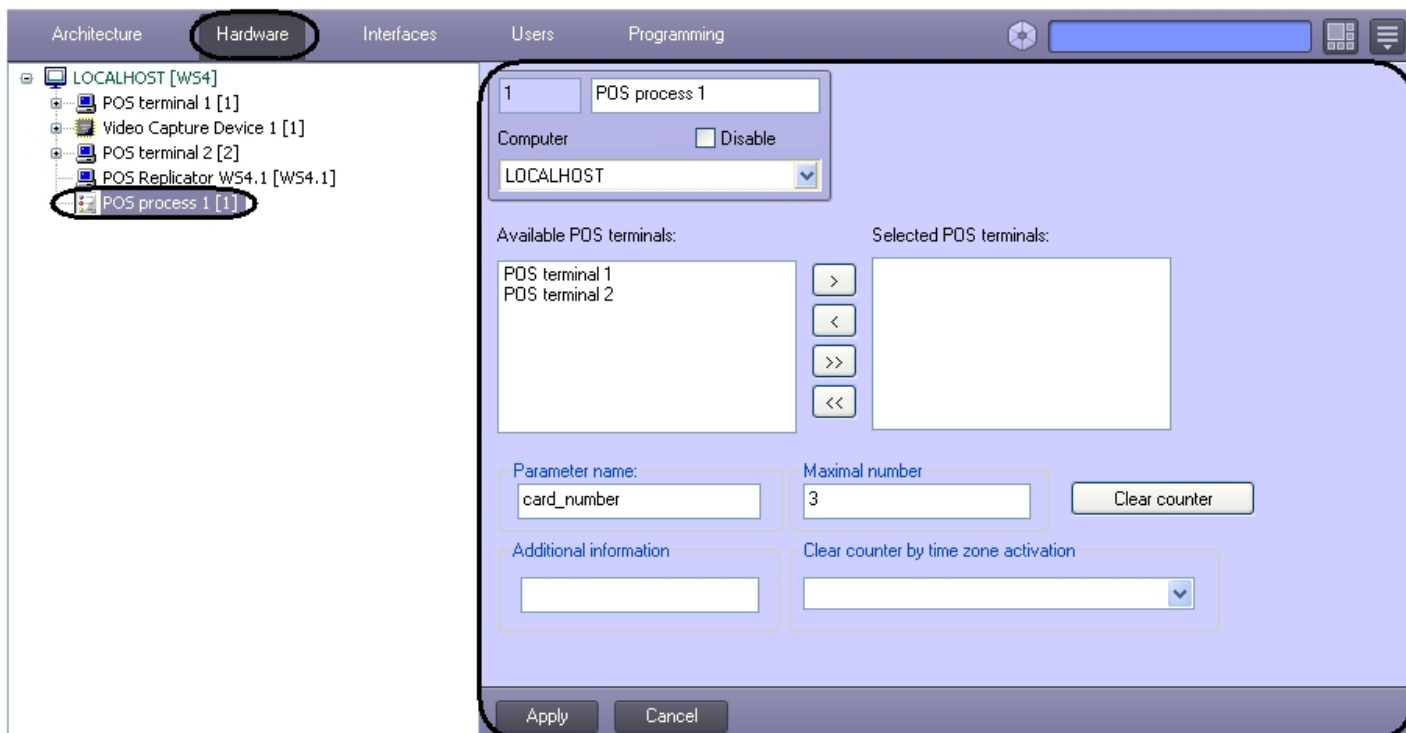 Architecture Hardware Interfaces Users Programming
LOCALHOST [WS4]
POS terminal 1 [1]
Video Capture Device 1 [1]
POS terminal 2 [2]
POS Replicator WS4.1 [WS4.1]
POS process 1 [1]
1 POS process 1
Computer Disable
LOCALHOST
Available POS terminals: Selected POS terminals:
POS terminal 1
POS terminal 2
>
<
>>
<<
Parameter name: Maximal number
card_number 3 Clear counter
Additional information Clear counter by time zone activation
Apply Cancel